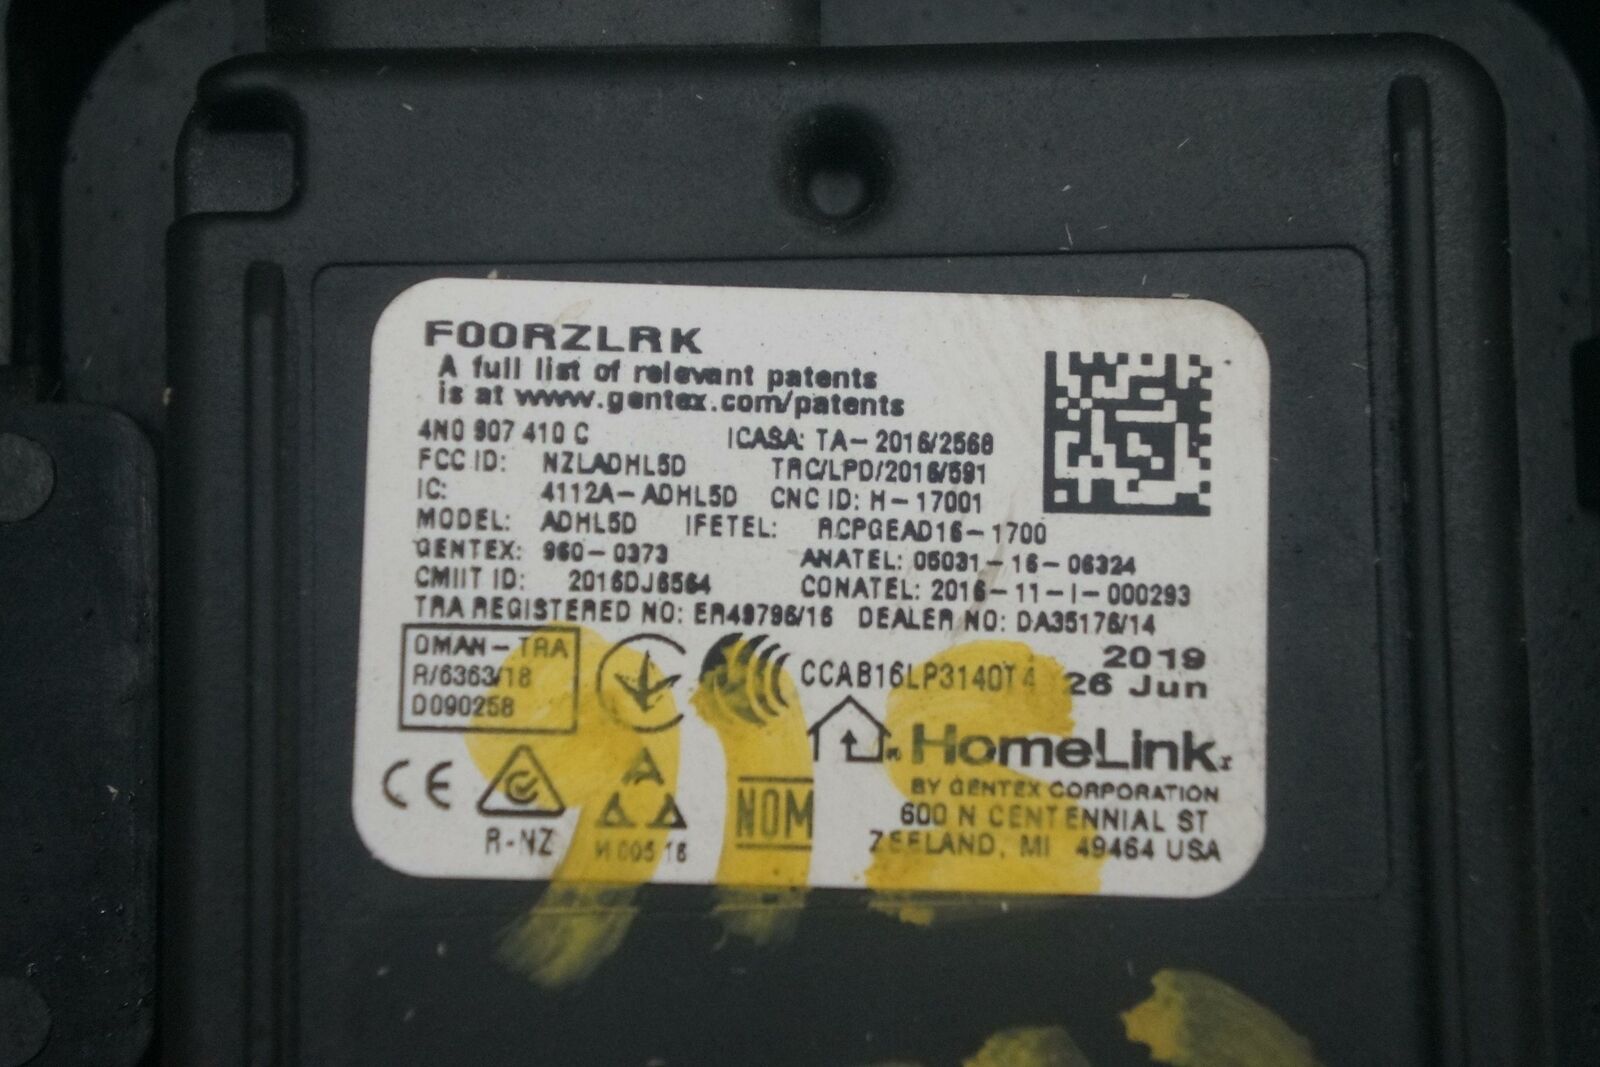 F00RZLRK
A full list of relevant patents
is at www.gentex.com/patents
4N0 907 410 C ICASA: TA-2016/2568
FCC ID: NZLADHL5D TRC/LPD/2016/591
IC: 4112A-ADHL5D CNC ID: H-17001
MODEL: ADHL5D IFETEL: RCPGEAD16-1700
GENTEX: 960-0373 ANATEL: 05031-16-06324
CMIIT ID: 2016DJ6564 CONATEL: 2016-11-I-000293
TRA REGISTERED NO: ER49796/16 DEALER NO: DA35176/14
OMAN-TRA
R/6363/18
D090258
CCAB16LP3140T4
2019
26 Jun
HomeLink
BY GENTEX CORPORATION
600 N CENTENNIAL ST
ZEELAND, MI 49464 USA
CE
R-NZ
NOM